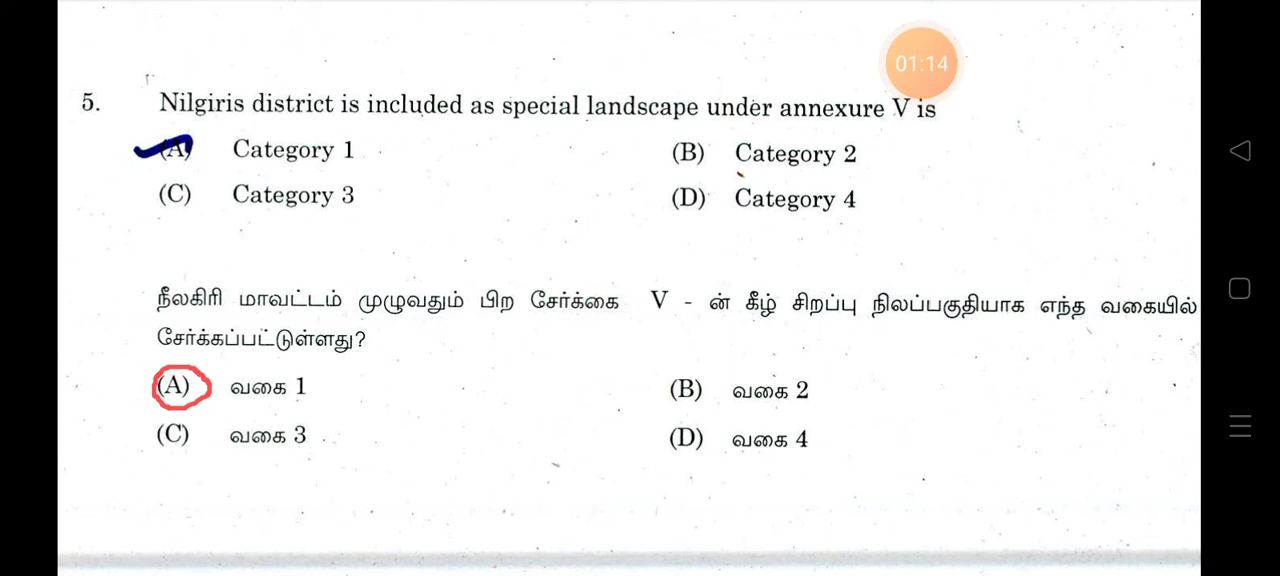 01:14
5. Nilgiris district is included as special landscape under annexure V is
(A) Category 1 (B) Category 2
(C) Category 3 (D) Category 4
நீலகிரி மாவட்டம் முழுவதும் பிற சேர்க்கை V - ன் கீழ் சிறப்பு நிலப்பகுதியாக எந்த வகையில்
சேர்க்கப்பட்டுள்ளது?
(A) வகை 1 (B) வகை 2
(C) வகை 3 (D) வகை 4